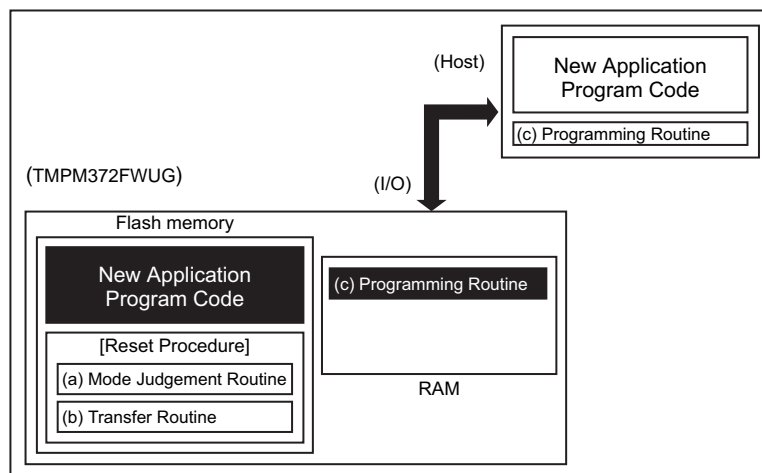 (Host)
New Application
Program Code
(c) Programming Routine
(TMPM372FWUG)
(I/O)
Flash memory
New Application
Program Code
(c) Programming Routine
[Reset Procedure]
(a) Mode Judgement Routine
(b) Transfer Routine
RAM